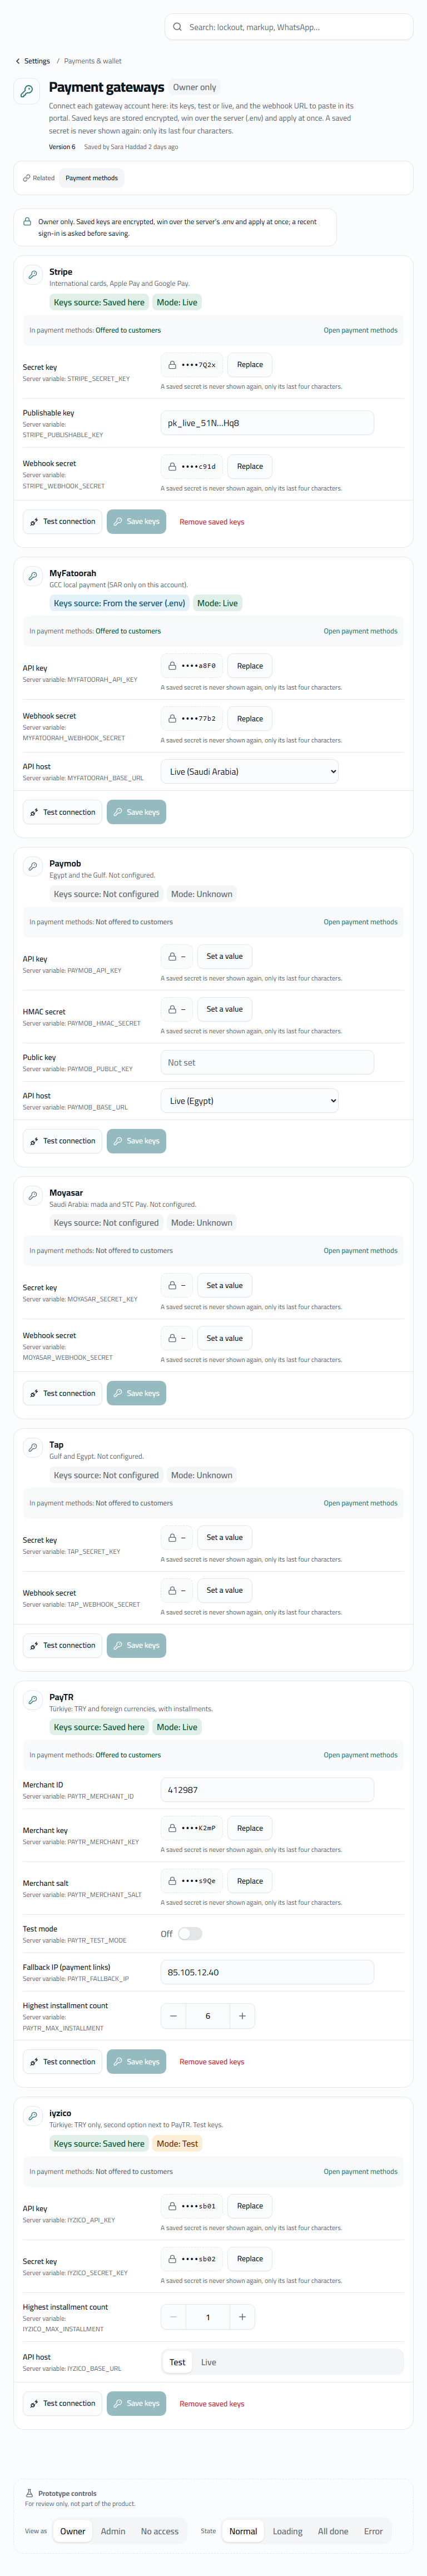 Search: lockout, markup, WhatsApp...
Settings / Payments & wallet
Payment gateways Owner only
Connect each gateway account here: its keys, test or live, and the webhook URL to paste in its
portal. Saved keys are stored encrypted, win over the server (.env) and apply at once. A saved
secret is never shown again: only its last four characters.
Version 6 Saved by Sara Haddad 2 days ago
Related Payment methods
Owner only. Saved keys are encrypted, win over the server's .env and apply at once; a recent
sign-in is asked before saving.
Stripe
International cards, Apple Pay and Google Pay.
Keys source: Saved here Mode: Live
In payment methods: Offered to customers Open payment methods
Secret key
Server variable: STRIPE_SECRET_KEY
••••7Q2x Replace
A saved secret is never shown again, only its last four characters.
Publishable key
Server variable:
STRIPE_PUBLISHABLE_KEY
pk_live_51N...Hq8
Webhook secret
Server variable:
STRIPE_WEBHOOK_SECRET
••••c91d Replace
A saved secret is never shown again, only its last four characters.
Test connection Save keys Remove saved keys
MyFatoorah
GCC local payment (SAR only on this account).
Keys source: From the server (.env) Mode: Live
In payment methods: Offered to customers Open payment methods
API key
Server variable: MYFATOORAH_API_KEY
••••a8F0 Replace
A saved secret is never shown again, only its last four characters.
Webhook secret
Server variable:
MYFATOORAH_WEBHOOK_SECRET
••••77b2 Replace
A saved secret is never shown again, only its last four characters.
API host
Server variable: MYFATOORAH_BASE_URL
Live (Saudi Arabia)
Test connection Save keys
Paymob
Egypt and the Gulf. Not configured.
Keys source: Not configured Mode: Unknown
In payment methods: Not offered to customers Open payment methods
API key
Server variable: PAYMOB_API_KEY
– Set a value
A saved secret is never shown again, only its last four characters.
HMAC secret
Server variable: PAYMOB_HMAC_SECRET
– Set a value
A saved secret is never shown again, only its last four characters.
Public key
Server variable: PAYMOB_PUBLIC_KEY
Not set
API host
Server variable: PAYMOB_BASE_URL
Live (Egypt)
Test connection Save keys
Moyasar
Saudi Arabia: mada and STC Pay. Not configured.
Keys source: Not configured Mode: Unknown
In payment methods: Not offered to customers Open payment methods
Secret key
Server variable: MOYASAR_SECRET_KEY
– Set a value
A saved secret is never shown again, only its last four characters.
Webhook secret
Server variable:
MOYASAR_WEBHOOK_SECRET
– Set a value
A saved secret is never shown again, only its last four characters.
Test connection Save keys
Tap
Gulf and Egypt. Not configured.
Keys source: Not configured Mode: Unknown
In payment methods: Not offered to customers Open payment methods
Secret key
Server variable: TAP_SECRET_KEY
– Set a value
A saved secret is never shown again, only its last four characters.
Webhook secret
Server variable: TAP_WEBHOOK_SECRET
– Set a value
A saved secret is never shown again, only its last four characters.
Test connection Save keys
PayTR
Türkiye: TRY and foreign currencies, with installments.
Keys source: Saved here Mode: Live
In payment methods: Offered to customers Open payment methods
Merchant ID
Server variable: PAYTR_MERCHANT_ID
412987
Merchant key
Server variable: PAYTR_MERCHANT_KEY
••••K2mP Replace
A saved secret is never shown again, only its last four characters.
Merchant salt
Server variable: PAYTR_MERCHANT_SALT
••••s9Qe Replace
A saved secret is never shown again, only its last four characters.
Test mode
Server variable: PAYTR_TEST_MODE
Off
Fallback IP (payment links)
Server variable: PAYTR_FALLBACK_IP
85.105.12.40
Highest installment count
Server variable:
PAYTR_MAX_INSTALLMENT
6
Test connection Save keys Remove saved keys
iyzico
Türkiye: TRY only, second option next to PayTR. Test keys.
Keys source: Saved here Mode: Test
In payment methods: Not offered to customers Open payment methods
API key
Server variable: IYZICO_API_KEY
••••sb01 Replace
A saved secret is never shown again, only its last four characters.
Secret key
Server variable: IYZICO_SECRET_KEY
••••sb02 Replace
A saved secret is never shown again, only its last four characters.
Highest installment count
Server variable:
IYZICO_MAX_INSTALLMENT
1
API host
Server variable: IYZICO_BASE_URL
Test Live
Test connection Save keys Remove saved keys
Prototype controls
For review only, not part of the product.
View as Owner Admin No access State Normal Loading All done Error